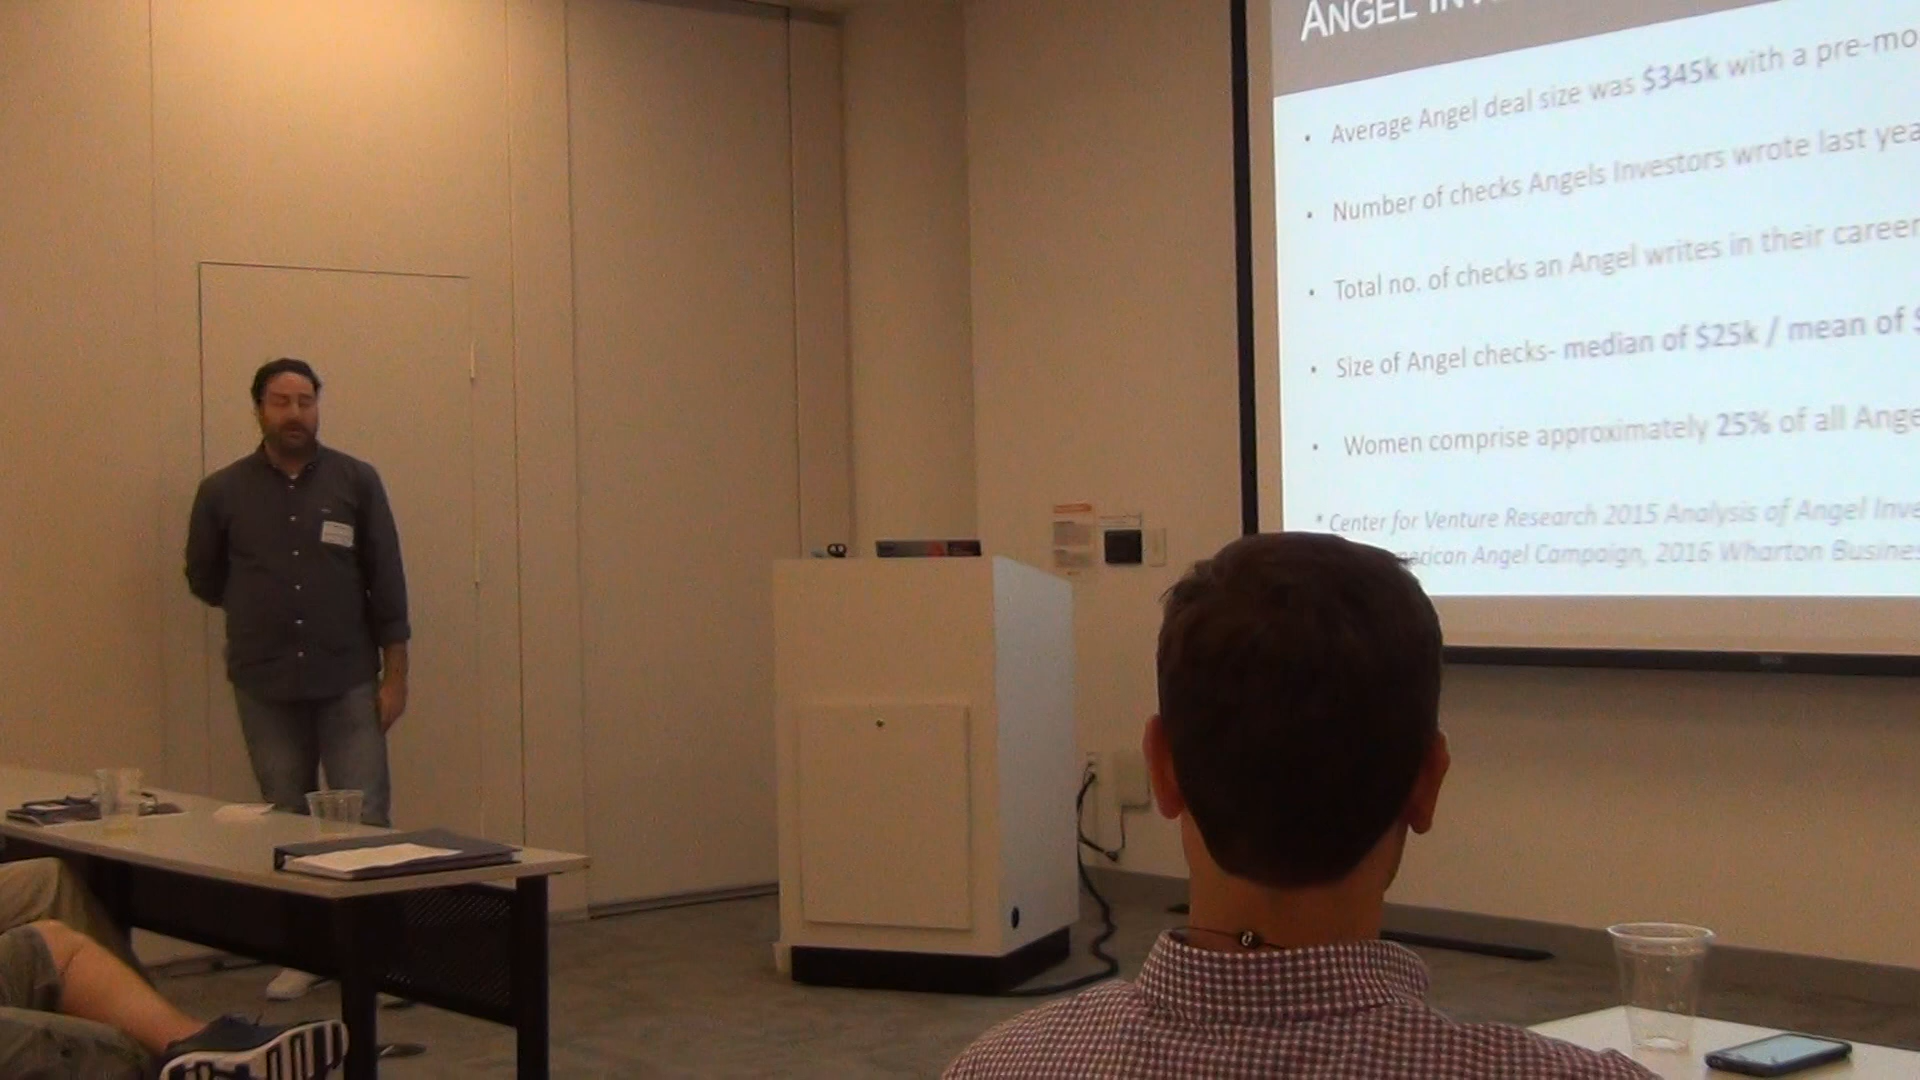 ANGEL
• Average Angel deal size was $345k with a pre-mo
• Number of checks Angels Investors wrote last yea
• Total no. of checks an Angel writes in their career
• Size of Angel checks- median of $25k / mean of $
• Women comprise approximately 25% of all Ange
* Center for Venture Research 2015 Analysis of Angel Inve
erican Angel Campaign, 2016 Wharton Busines